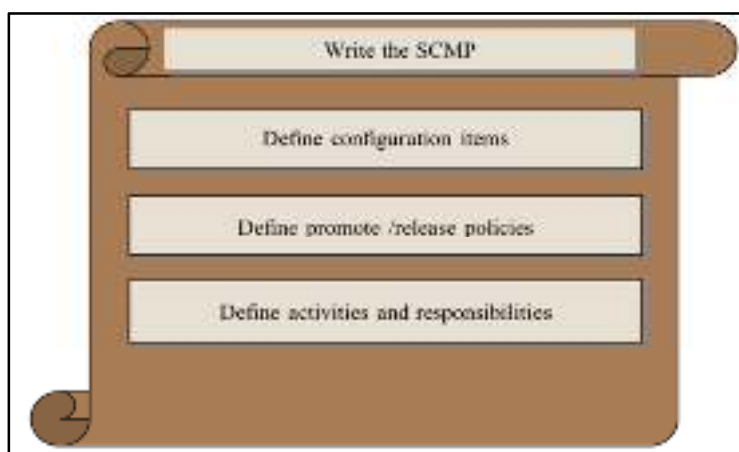 Write the SCMP
Define configuration items
Define promote /release policies
Define activities and responsibilities